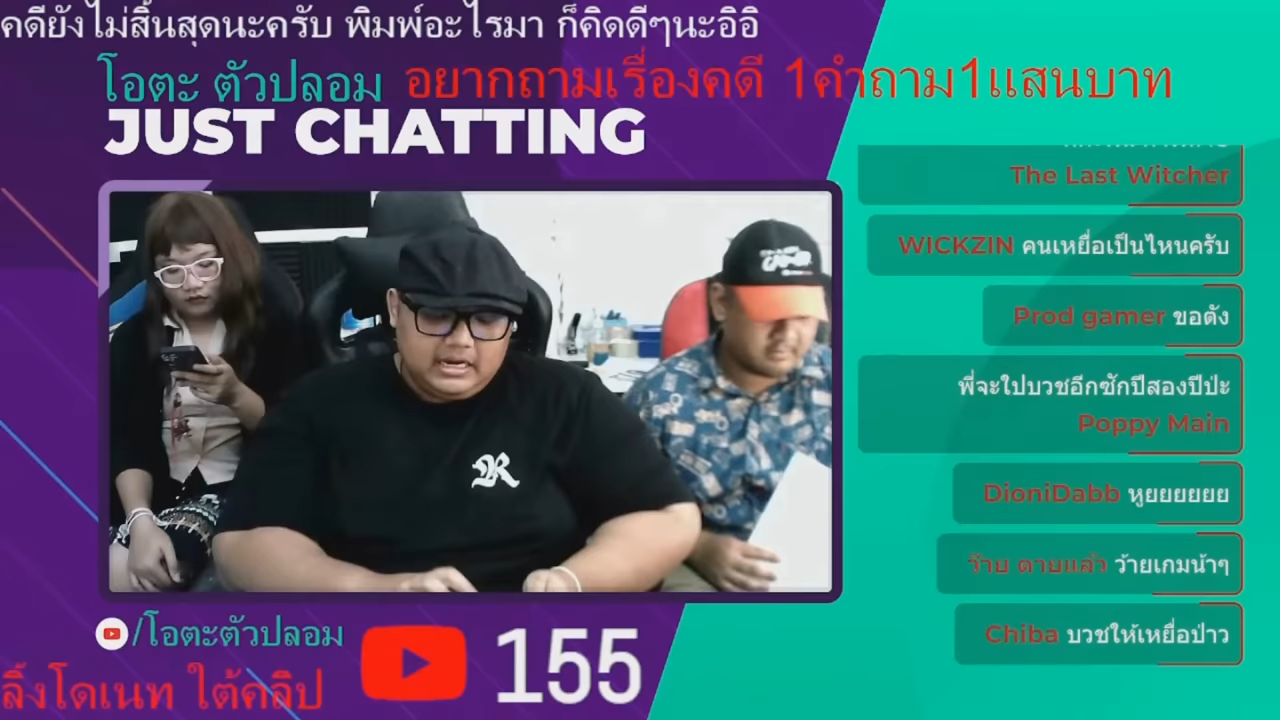 คดียังไม่สิ้นสุดนะครับ พิมพ์อะไรมา ก็คิดดีๆนะอิอิ
โอตะ ตัวปลอม อยากถามเรื่องคดี 1คำถาม1แสนบาท
JUST CHATTING
The Last Witcher
WICKZIN คนเหยื่อเป็นไหนครับ
Prod gamer ขอตัง
พี่จะใปบวชอีกซักปีสองปีป่ะ
Poppy Main
DioniDabb หูยยยยยย
ว๊าย ตายแล้ว ว้ายเกมน้าๆ
Chiba บวชให้เหยื่อป่าว
/โอตะตัวปลอม
155
ลิ้งโดเนท ใต้คลิป